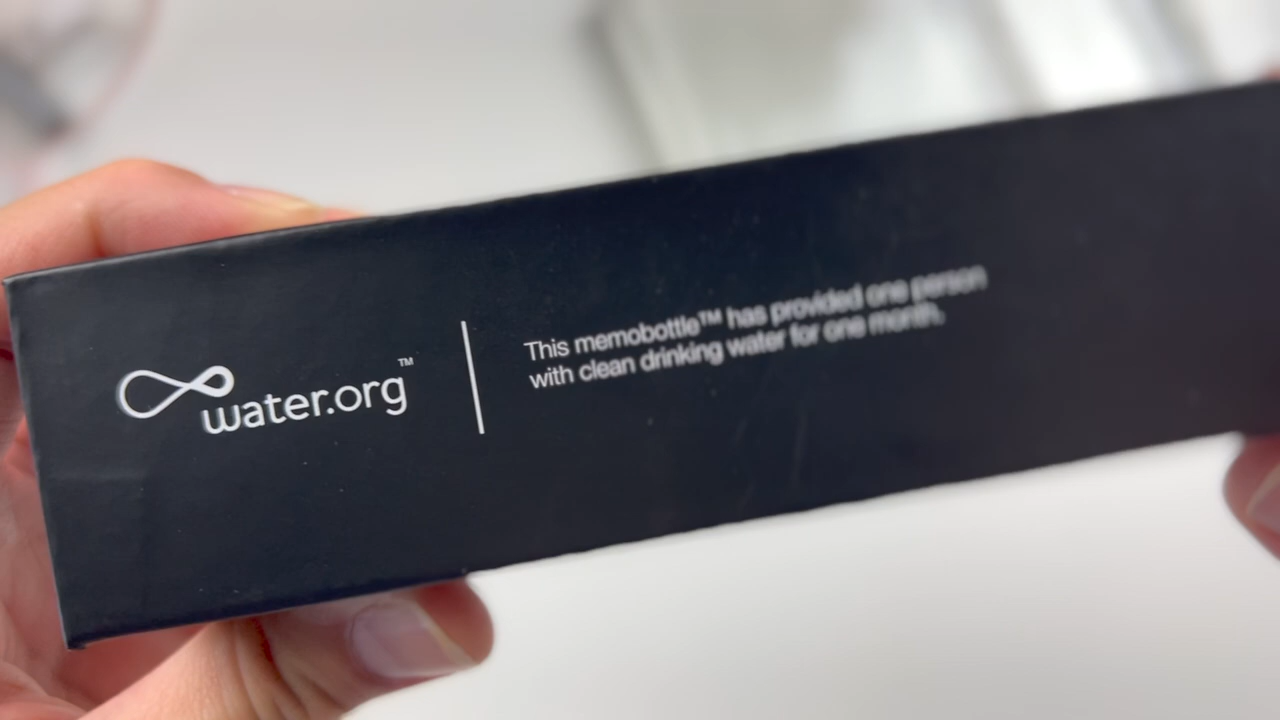 water.org™
This memobottle™ has provided one person
with clean drinking water for one month.